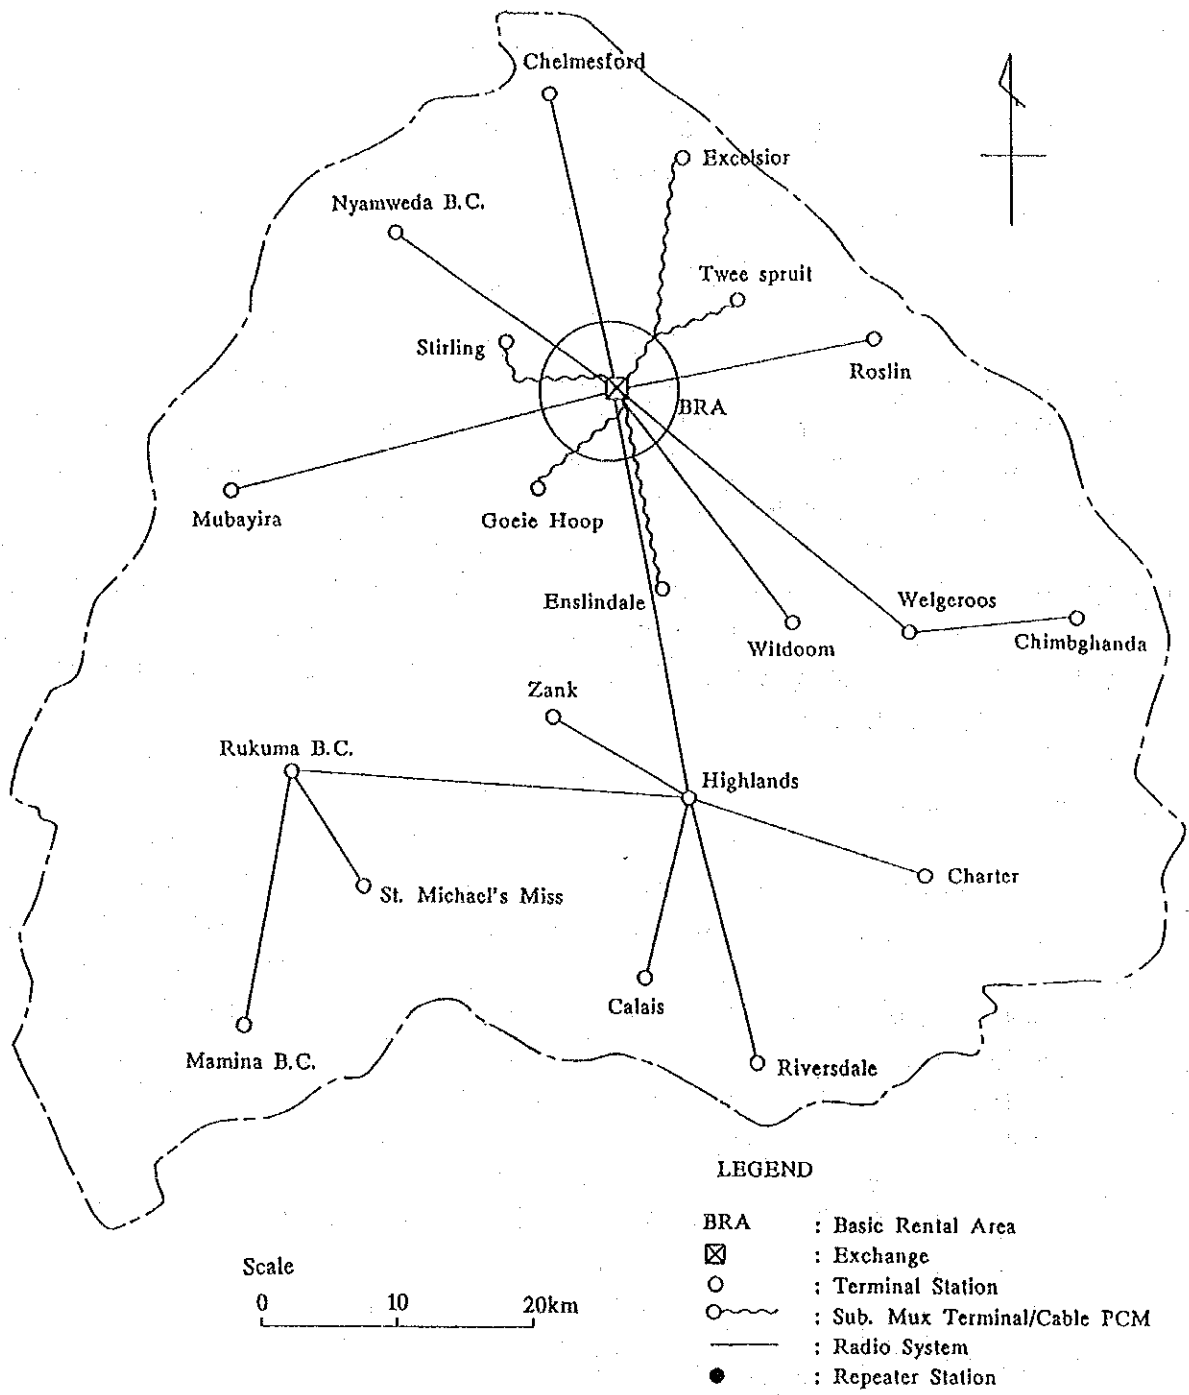 Chelmesford
Excelsior
Nyamweda B.C.
Twee spruit
Stirling
Roslin
BRA
Mubayira
Goeie Hoop
Enslindale
Welgeroos
Witdoom
Chimbghanda
Zank
Rukuma B.C.
Highlands
Charter
St. Michael's Miss
Calais
Mamina B.C.
Riversdale
LEGEND
BRA : Basic Rental Area
: Exchange
: Terminal Station
: Sub. Mux Terminal/Cable PCM
: Radio System
: Repeater Station
Scale
0 10 20km